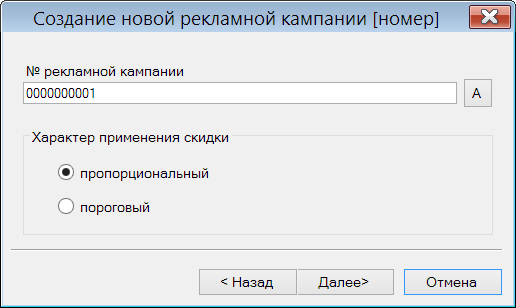 Создание новой рекламной кампании [номер]
№ рекламной кампании
0000000001
А
Характер применения скидки
пропорциональный
пороговый
< Назад
Далее>
Отмена